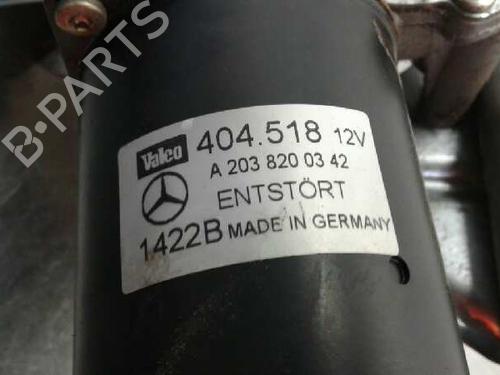 B-PARTS
Valeo 404.518 12V
A 203 820 03 42
ENTSTÖRT
1422B MADE IN GERMANY